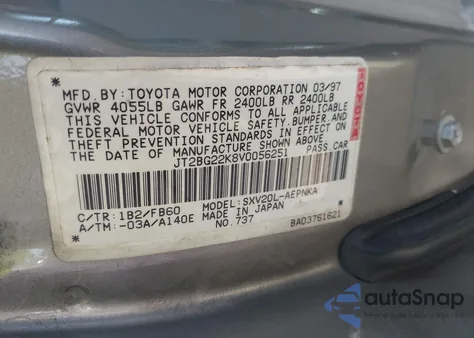 MFD. BY: TOYOTA MOTOR CORPORATION 03/97
GVWR 4055LB GAWR FR 2400LB RR 2400LB
THIS VEHICLE CONFORMS TO ALL APPLICABLE
FEDERAL MOTOR VEHICLE SAFETY, BUMPER, AND
THEFT PREVENTION STANDARDS IN EFFECT ON
THE DATE OF MANUFACTURE SHOWN ABOVE.
JT2BG22K8V0056251 PASS.CAR
TOYOTA
C/TR: 1B2/FB60 MODEL: SXV20L-AEPNKA
A/TM: -03A/A140E MADE IN JAPAN
NO. 737 BA03761621
autoSnap